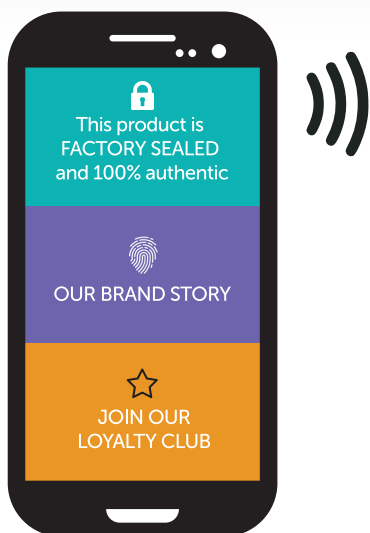 This product is
FACTORY SEALED
and 100% authentic
OUR BRAND STORY
JOIN OUR
LOYALTY CLUB